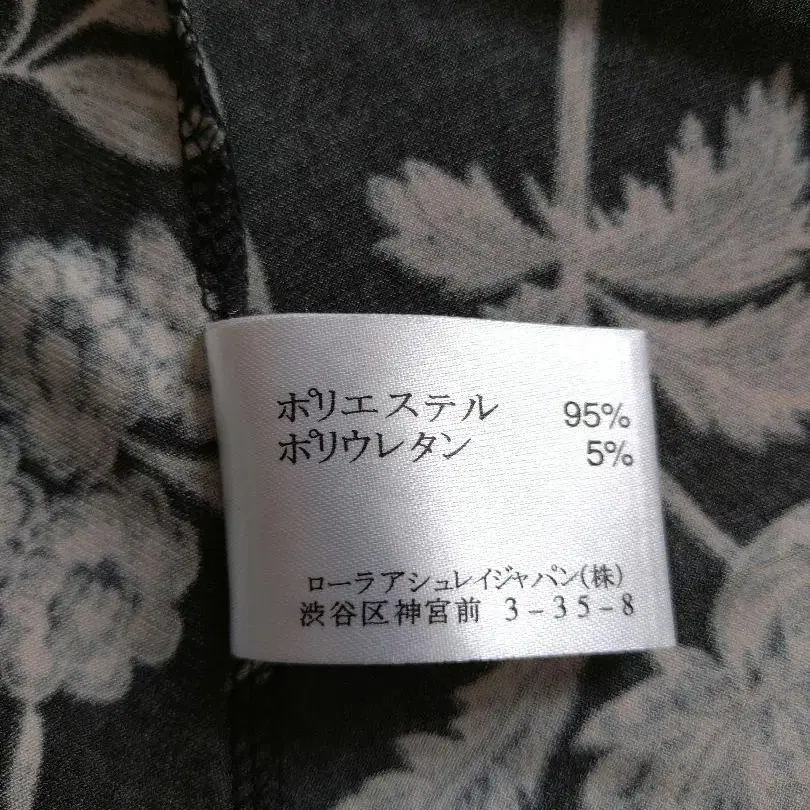 ポリエステル 95%
ポリウレタン 5%
ローラアシュレイジャパン(株)
渋谷区神宮前 3-35-8